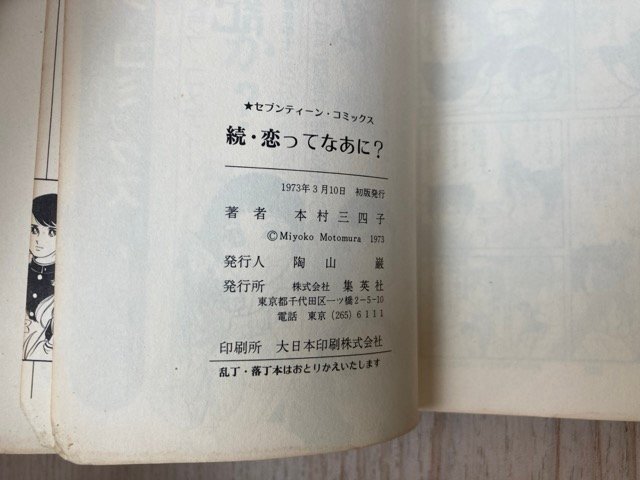 ★セブンティーン・コミックス
続・恋ってなあに?
1973年3月10日 初版発行
著者 本村三四子
©Miyoko Motomura 1973
発行人 陶山 巌
発行所 株式会社 集英社
東京都千代田区一ツ橋2-5-10
電話 東京 (265) 6111
印刷所 大日本印刷株式会社
乱丁・落丁本はおとりかえいたします